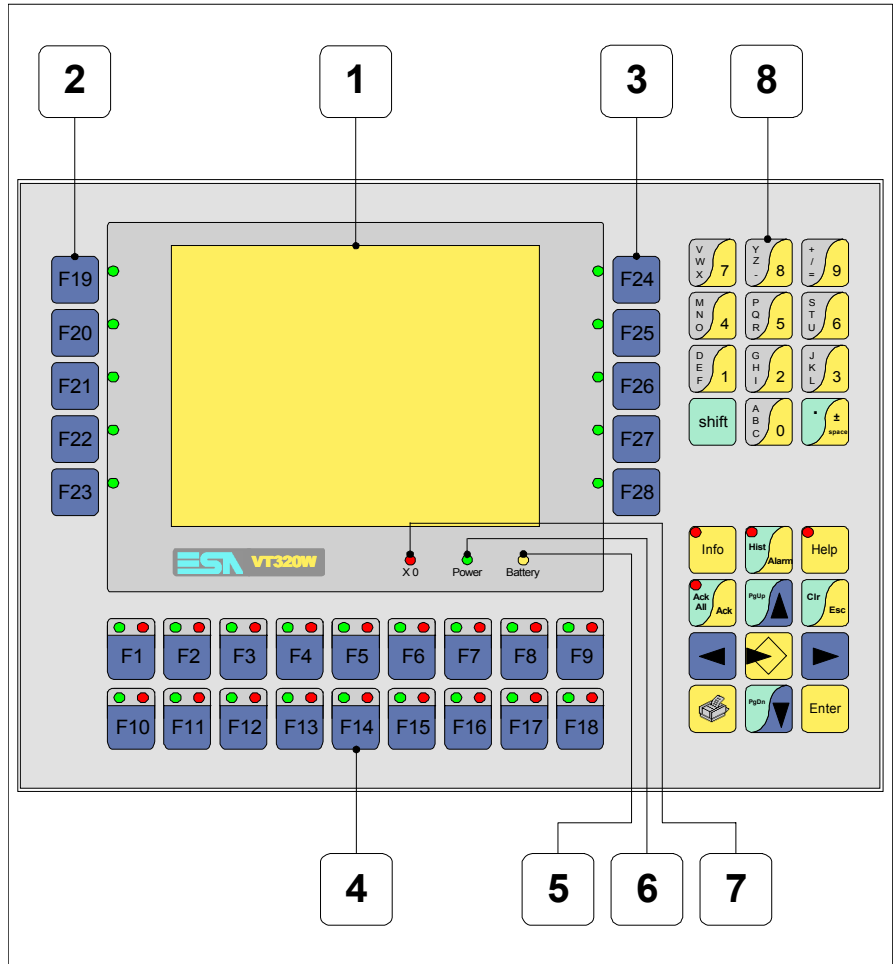 2 1 3 8
F19
F20
F21
F22
F23
F24
F25
F26
F27
F28
V W X 7
Y Z - 8
+ / = 9
M N O 4
P Q R 5
S T U 6
D E F 1
G H I 2
J K L 3
shift
A B C 0
. ± space
ESA VT320W
X 0 Power Battery
Info
Hist Alarm
Help
Ack All Ack
PgUp
Clr Esc
PgDn
Enter
F1 F2 F3 F4 F5 F6 F7 F8 F9
F10 F11 F12 F13 F14 F15 F16 F17 F18
4 5 6 7